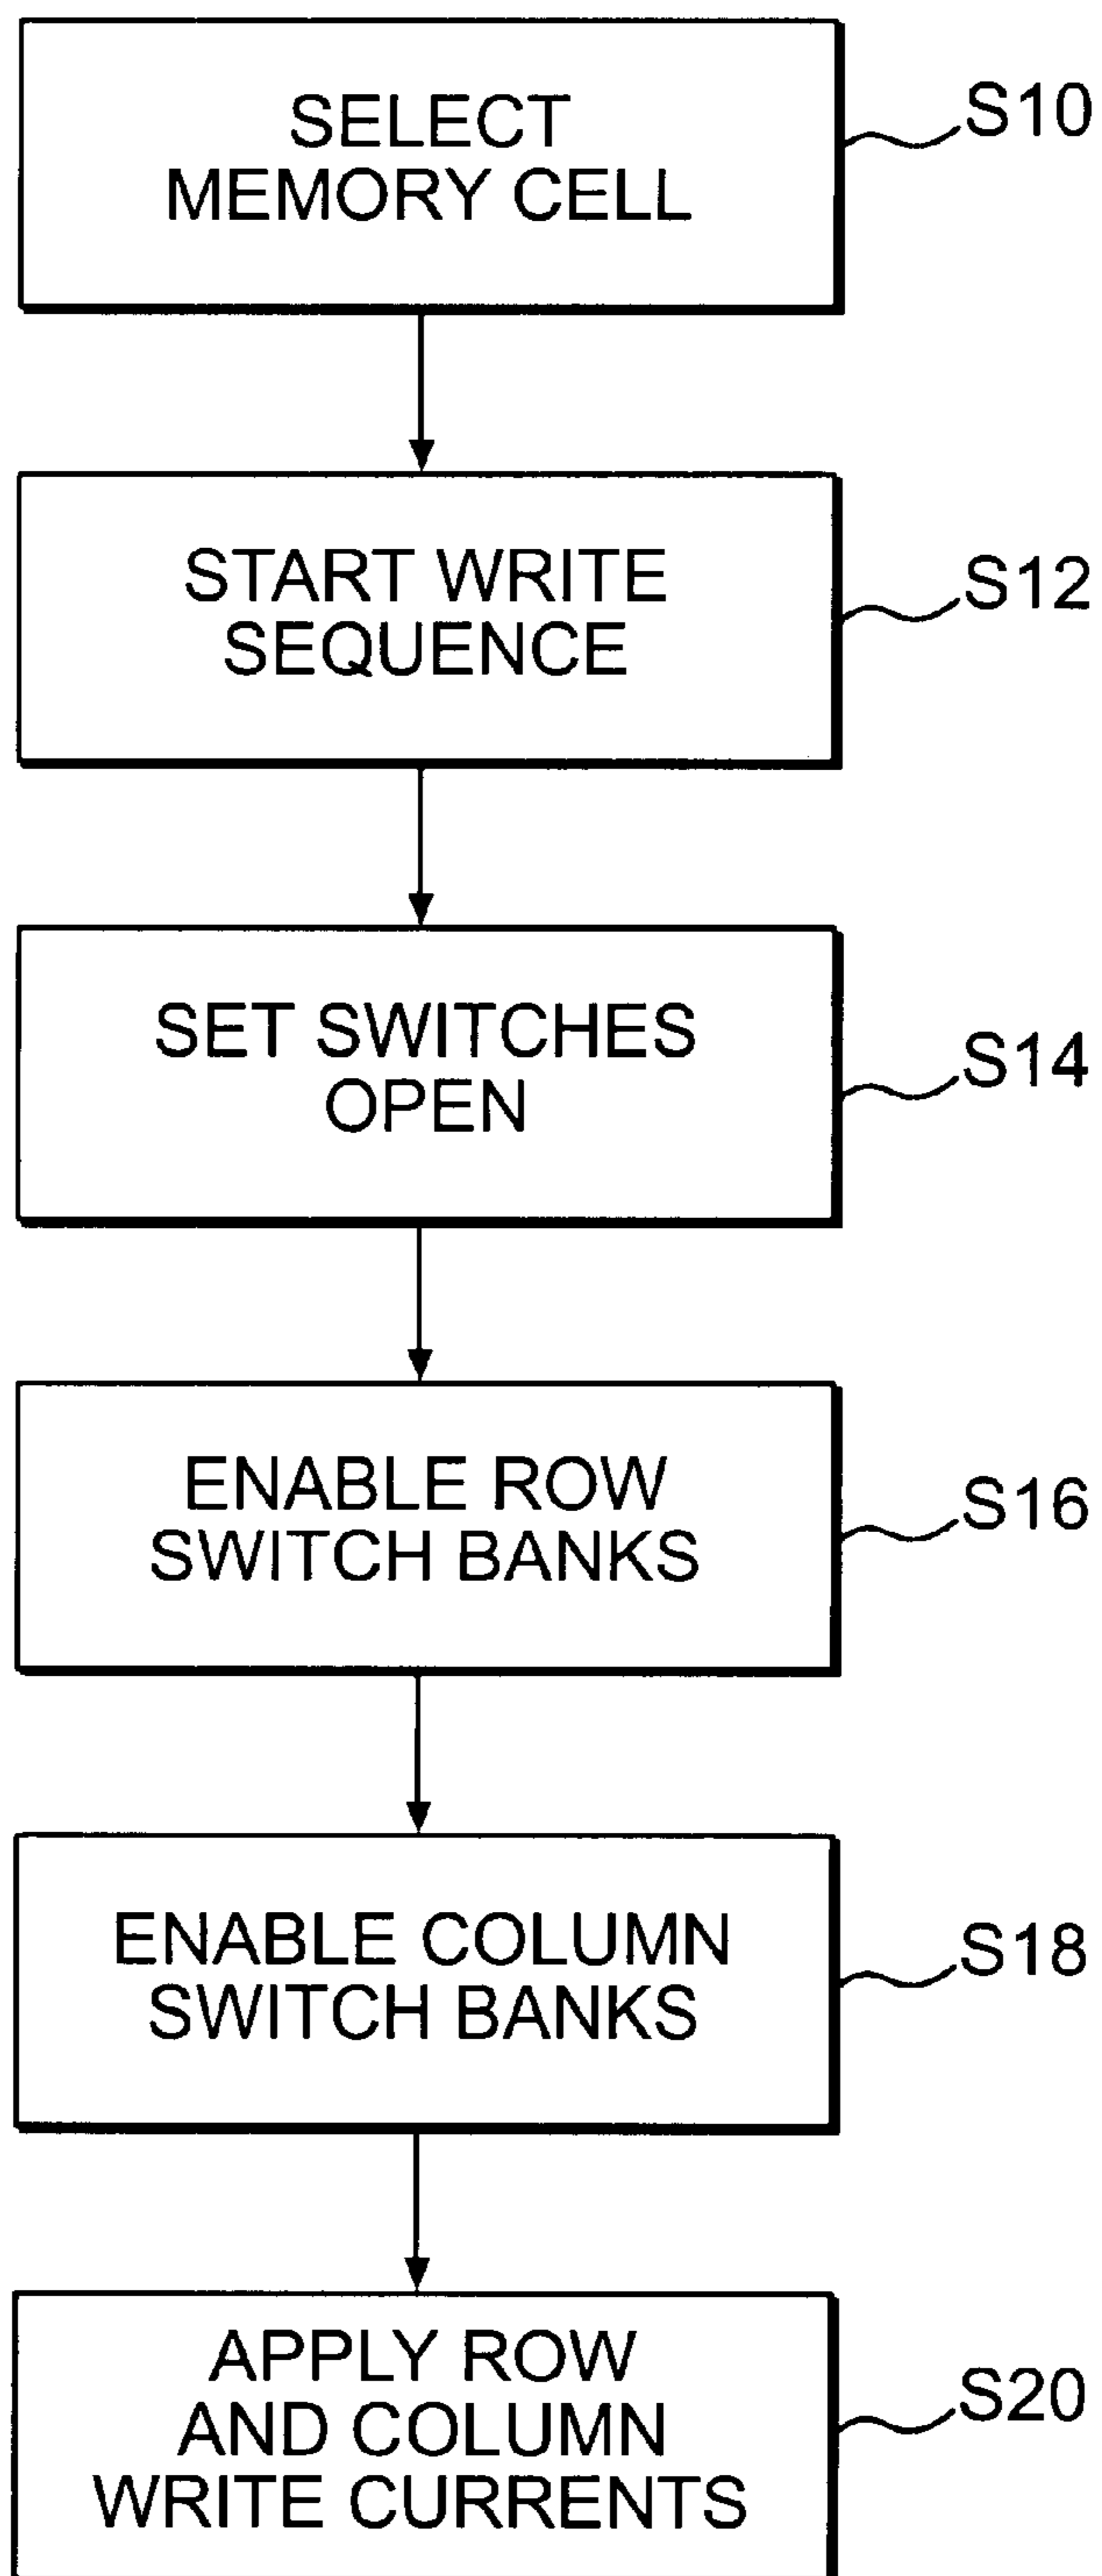 SELECT
MEMORY CELL
S10
START WRITE
SEQUENCE
S12
SET SWITCHES
OPEN
S14
ENABLE ROW
SWITCH BANKS
S16
ENABLE COLUMN
SWITCH BANKS
S18
APPLY ROW
AND COLUMN
WRITE CURRENTS
S20